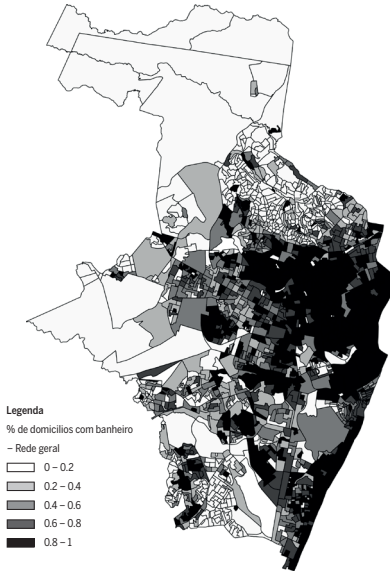 Legenda
% de domicílios com banheiro
– Rede geral
0 – 0.2
0.2 – 0.4
0.4 – 0.6
0.6 – 0.8
0.8 – 1